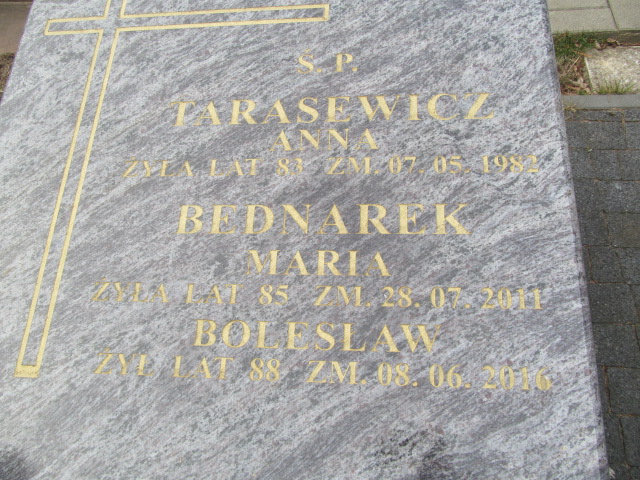 Ś. P.
TARASEWICZ
ANNA
ŻYŁA LAT 83 ZM. 07. 05. 1982
BEDNAREK
MARIA
ŻYŁA LAT 85 ZM. 28. 07. 2011
BOLESŁAW
ŻYŁ LAT 88 ZM. 08. 06. 2016